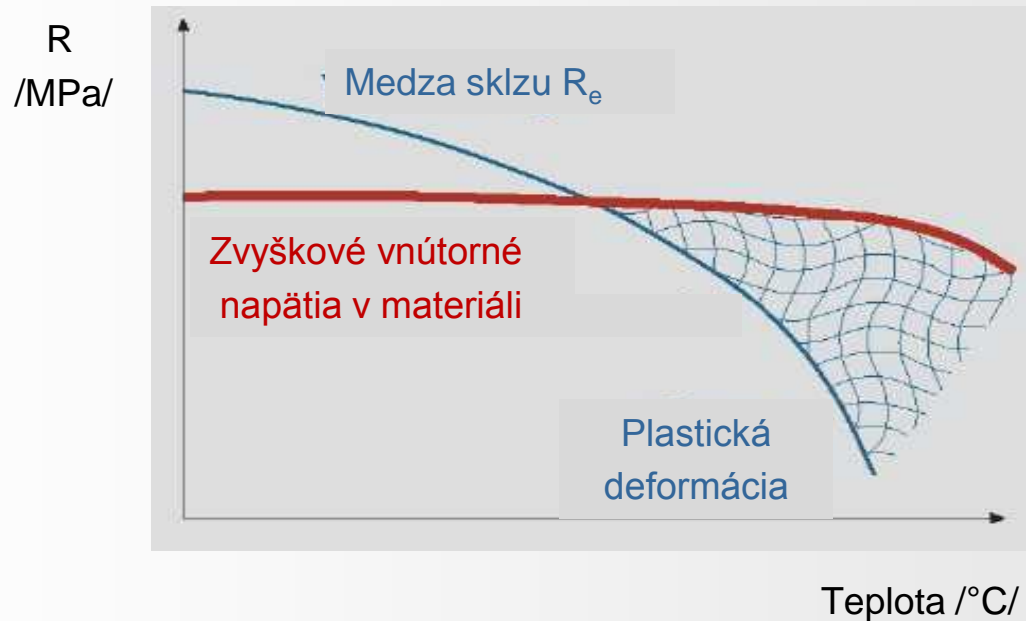 R
/MPa/
Medza sklzu Re
Zvyškové vnútorné
napätia v materiáli
Plastická
deformácia
Teplota /°C/